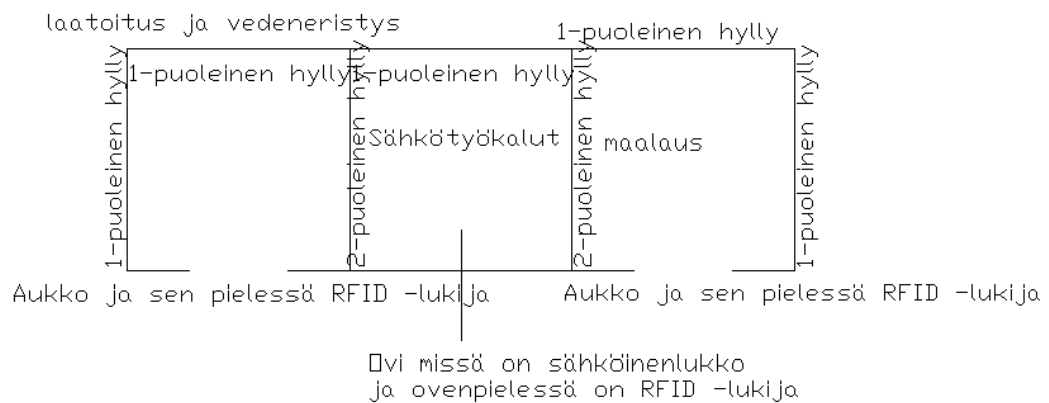 laatoitus ja vedeneristys
1-puoleinen hylly
1-puoleinen hylly
1-puoleinen hylly
1-puoleinen hylly
2-puoleinen hylly
2-puoleinen hylly
1-puoleinen hylly
Sähkötyökalut
maalaus
Aukko ja sen pielessä RFID -lukija
Aukko ja sen pielessä RFID -lukija
Ovi missä on sähköinenlukko
ja ovenpielessä on RFID -lukija